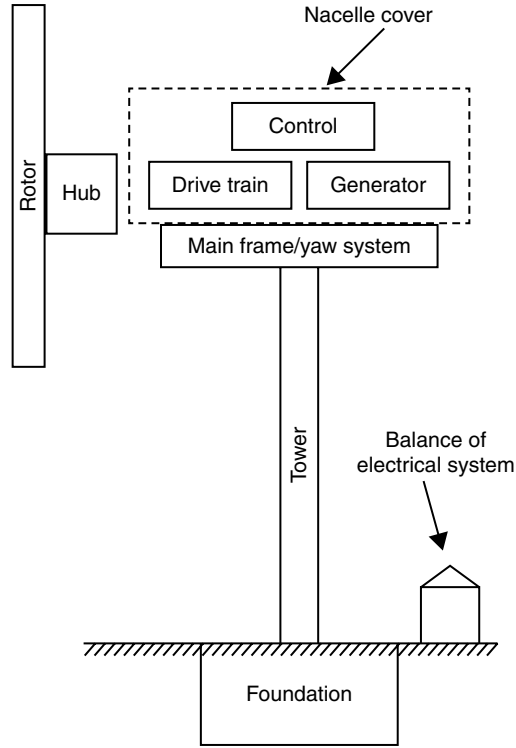 Nacelle cover
Control
Rotor
Hub
Drive train
Generator
Main frame/yaw system
Tower
Balance of
electrical system
Foundation